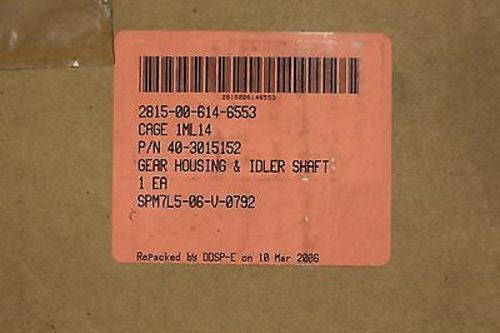 2815006146553
2815-00-614-6553
CAGE 1ML14
P/N 40-3015152
GEAR HOUSING & IDLER SHAFT
1 EA
SPM7L5-06-V-0792
Repacked by DDSP-E on 10 Mar 2006